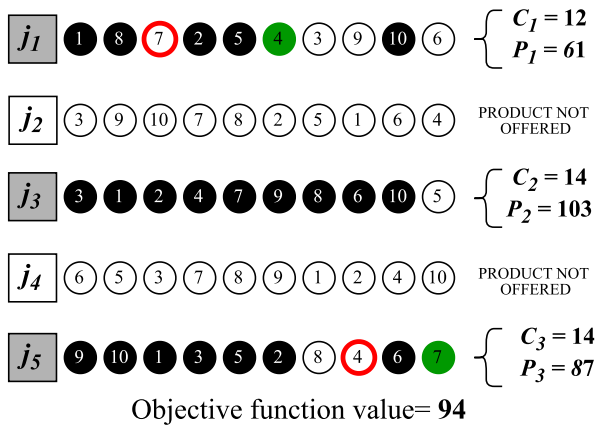 j1 1 8 7 2 5 4 3 9 10 6 C1 = 12
P1 = 61
j2 3 9 10 7 8 2 5 1 6 4 PRODUCT NOT
OFFERED
j3 3 1 2 4 7 9 8 6 10 5 C2 = 14
P2 = 103
j4 6 5 3 7 8 9 1 2 4 10 PRODUCT NOT
OFFERED
j5 9 10 1 3 5 2 8 4 6 7 C3 = 14
P3 = 87
Objective function value= 94